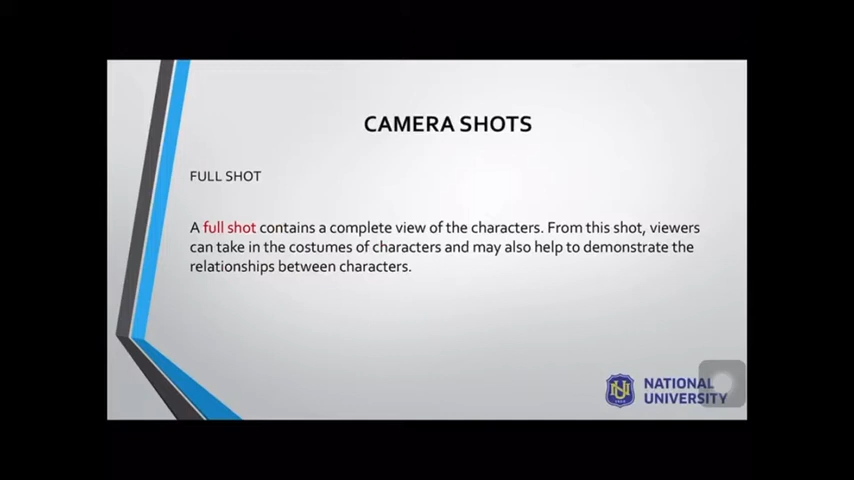 CAMERA SHOTS
FULL SHOT
A full shot contains a complete view of the characters. From this shot, viewers
can take in the costumes of characters and may also help to demonstrate the
relationships between characters.
NATIONAL
UNIVERSITY